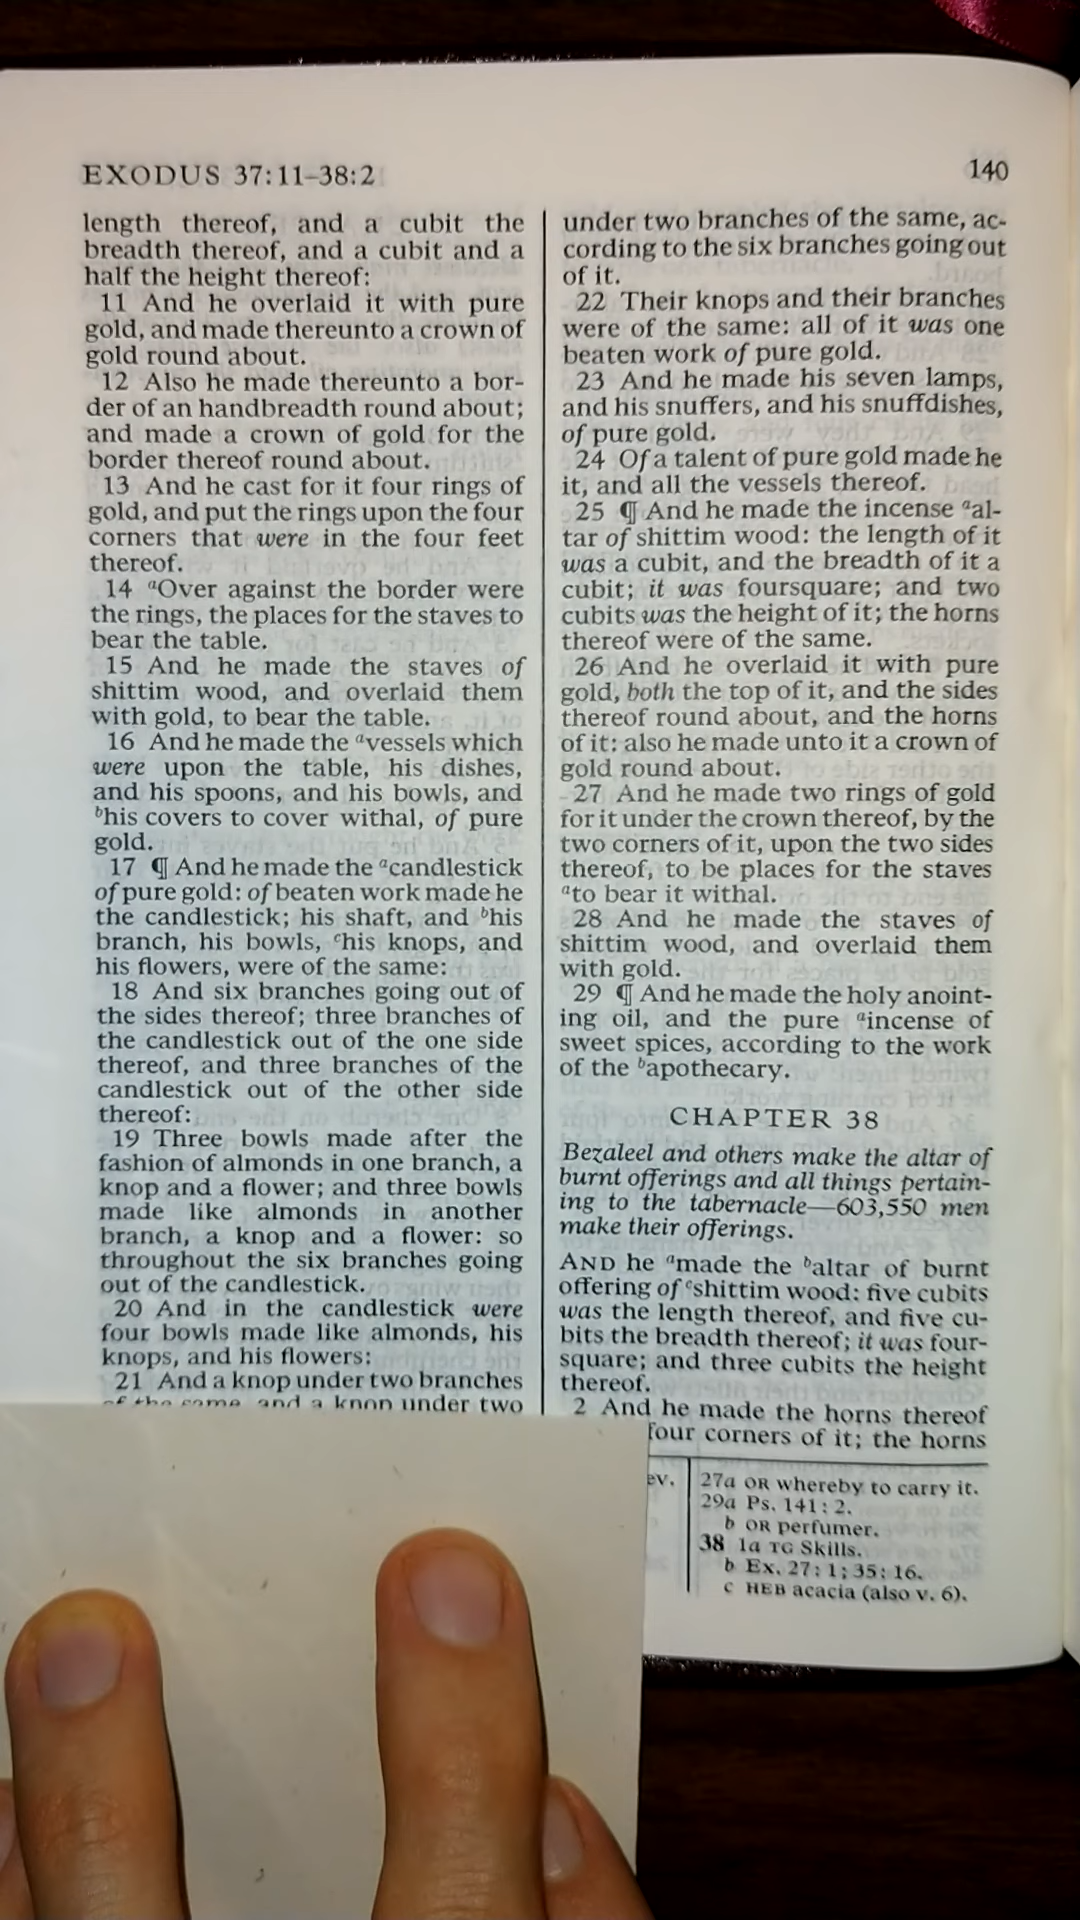 EXODUS 37:11–38:2
140
length thereof, and a cubit the
breadth thereof, and a cubit and a
half the height thereof:
11 And he overlaid it with pure
gold, and made thereunto a crown of
gold round about.
12 Also he made thereunto a bor-
der of an handbreadth round about;
and made a crown of gold for the
border thereof round about.
13 And he cast for it four rings of
gold, and put the rings upon the four
corners that were in the four feet
thereof.
14 aOver against the border were
the rings, the places for the staves to
bear the table.
15 And he made the staves of
shittim wood, and overlaid them
with gold, to bear the table.
16 And he made the avessels which
were upon the table, his dishes,
and his spoons, and his bowls, and
bhis covers to cover withal, of pure
gold.
17 ¶ And he made the acandlestick
of pure gold: of beaten work made he
the candlestick; his shaft, and bhis
branch, his bowls, chis knops, and
his flowers, were of the same:
18 And six branches going out of
the sides thereof; three branches of
the candlestick out of the one side
thereof, and three branches of the
candlestick out of the other side
thereof:
19 Three bowls made after the
fashion of almonds in one branch, a
knop and a flower; and three bowls
made like almonds in another
branch, a knop and a flower: so
throughout the six branches going
out of the candlestick.
20 And in the candlestick were
four bowls made like almonds, his
knops, and his flowers:
21 And a knop under two branches
of the same, and a knop under two
under two branches of the same, ac-
cording to the six branches going out
of it.
22 Their knops and their branches
were of the same: all of it was one
beaten work of pure gold.
23 And he made his seven lamps,
and his snuffers, and his snuffdishes,
of pure gold.
24 Of a talent of pure gold made he
it, and all the vessels thereof.
25 ¶ And he made the incense aal-
tar of shittim wood: the length of it
was a cubit, and the breadth of it a
cubit; it was foursquare; and two
cubits was the height of it; the horns
thereof were of the same.
26 And he overlaid it with pure
gold, both the top of it, and the sides
thereof round about, and the horns
of it: also he made unto it a crown of
gold round about.
27 And he made two rings of gold
for it under the crown thereof, by the
two corners of it, upon the two sides
thereof, to be places for the staves
ato bear it withal.
28 And he made the staves of
shittim wood, and overlaid them
with gold.
29 ¶ And he made the holy anoint-
ing oil, and the pure aincense of
sweet spices, according to the work
of the bapothecary.
CHAPTER 38
Bezaleel and others make the altar of
burnt offerings and all things pertain-
ing to the tabernacle—603,550 men
make their offerings.
AND he amade the baltar of burnt
offering of cshittim wood: five cubits
was the length thereof, and five cu-
bits the breadth thereof; it was four-
square; and three cubits the height
thereof.
2 And he made the horns thereof
four corners of it; the horns
ev.
27a OR whereby to carry it.
29a Ps. 141:2.
b OR perfumer.
38 1a TG Skills.
b Ex. 27:1; 35:16.
c HEB acacia (also v. 6).